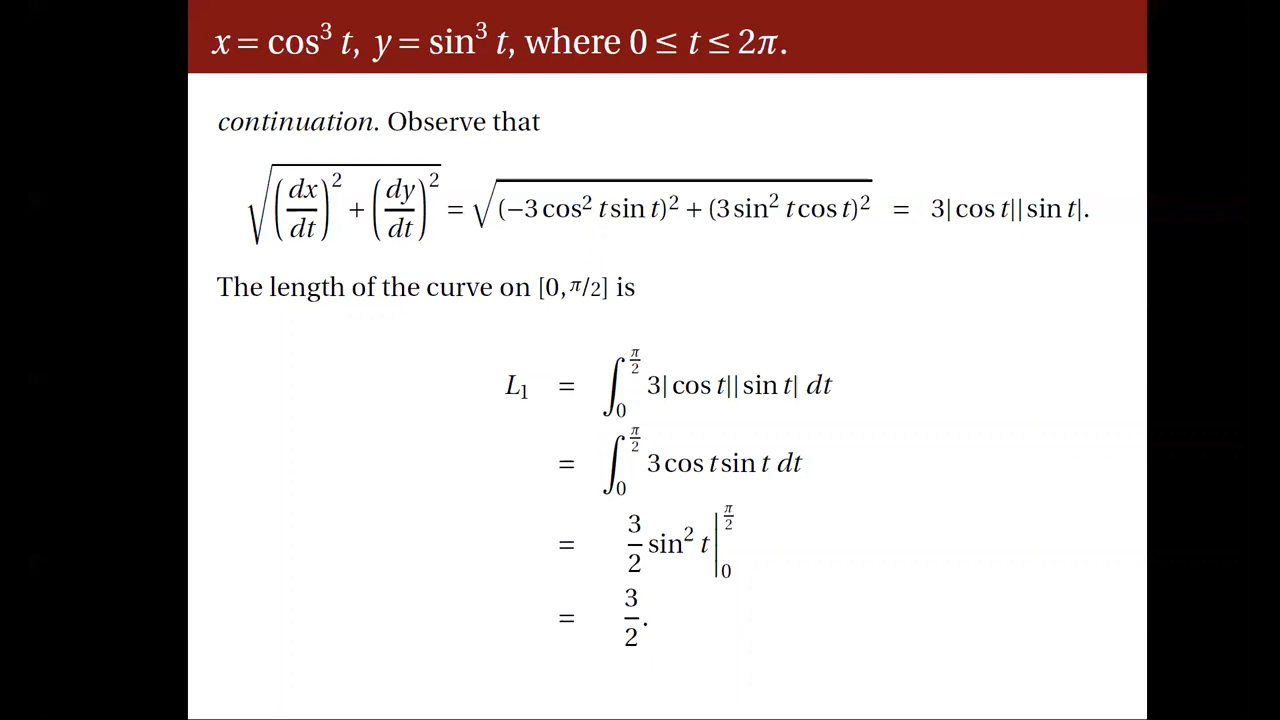 x = cos³ t, y = sin³ t, where 0 ≤ t ≤ 2π.
continuation. Observe that
√((dx/dt)² + (dy/dt)²) = √((−3 cos² t sin t)² + (3 sin² t cos t)²) = 3|cos t||sin t|.
The length of the curve on [0, π/2] is
L₁ = ∫₀^(π/2) 3|cos t||sin t| dt
= ∫₀^(π/2) 3 cos t sin t dt
= 3/2 sin² t |₀^(π/2)
= 3/2.